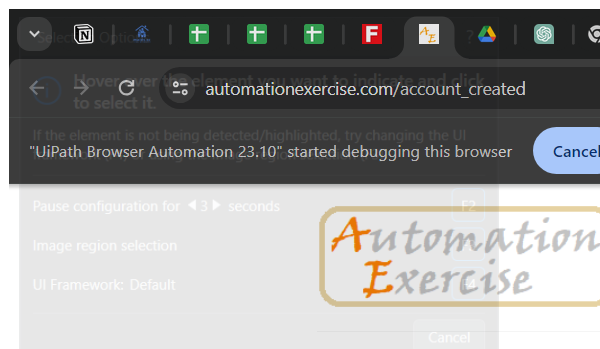 Select Options
?
Hover over the element you want to indicate and click
to select it.
automationexercise.com/account_created
If the element is not being detected/highlighted, try changing the UI
"UiPath Browser Automation 23.10" started debugging this browser
Cancel
Pause configuration for 3 seconds
F2
Image region selection
UI Framework: Default
F4
Automation
Exercise
Cancel